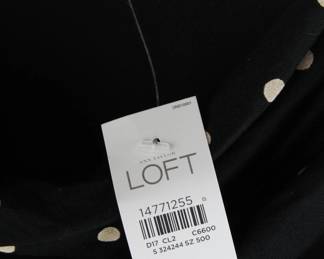 ANN TAYLOR
LOFT
14771255
D17 CL2 C6600
S 324244 SZ 500